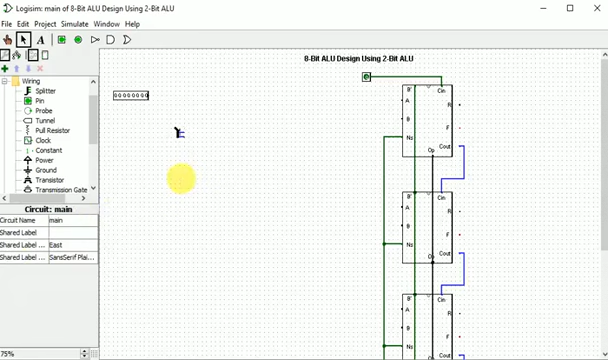 Logisim: main of 8-Bit ALU Design Using 2-Bit ALU
File Edit Project Simulate Window Help
A
Wiring
Splitter
Pin
Probe
Tunnel
Pull Resistor
Clock
Constant
Power
Ground
Transistor
Transmission Gate
Circuit: main
Circuit Name main
Shared Label
Shared Label ... East
Shared Label ... SansSerif Plai...
75%
8-Bit ALU Design Using 2-Bit ALU
00000000
B' Cin
A R
B F
Ns Cout
Op
B' Cin
A R
B F
Ns Cout
Op
B' Cin
A R
B F
Ns Cout